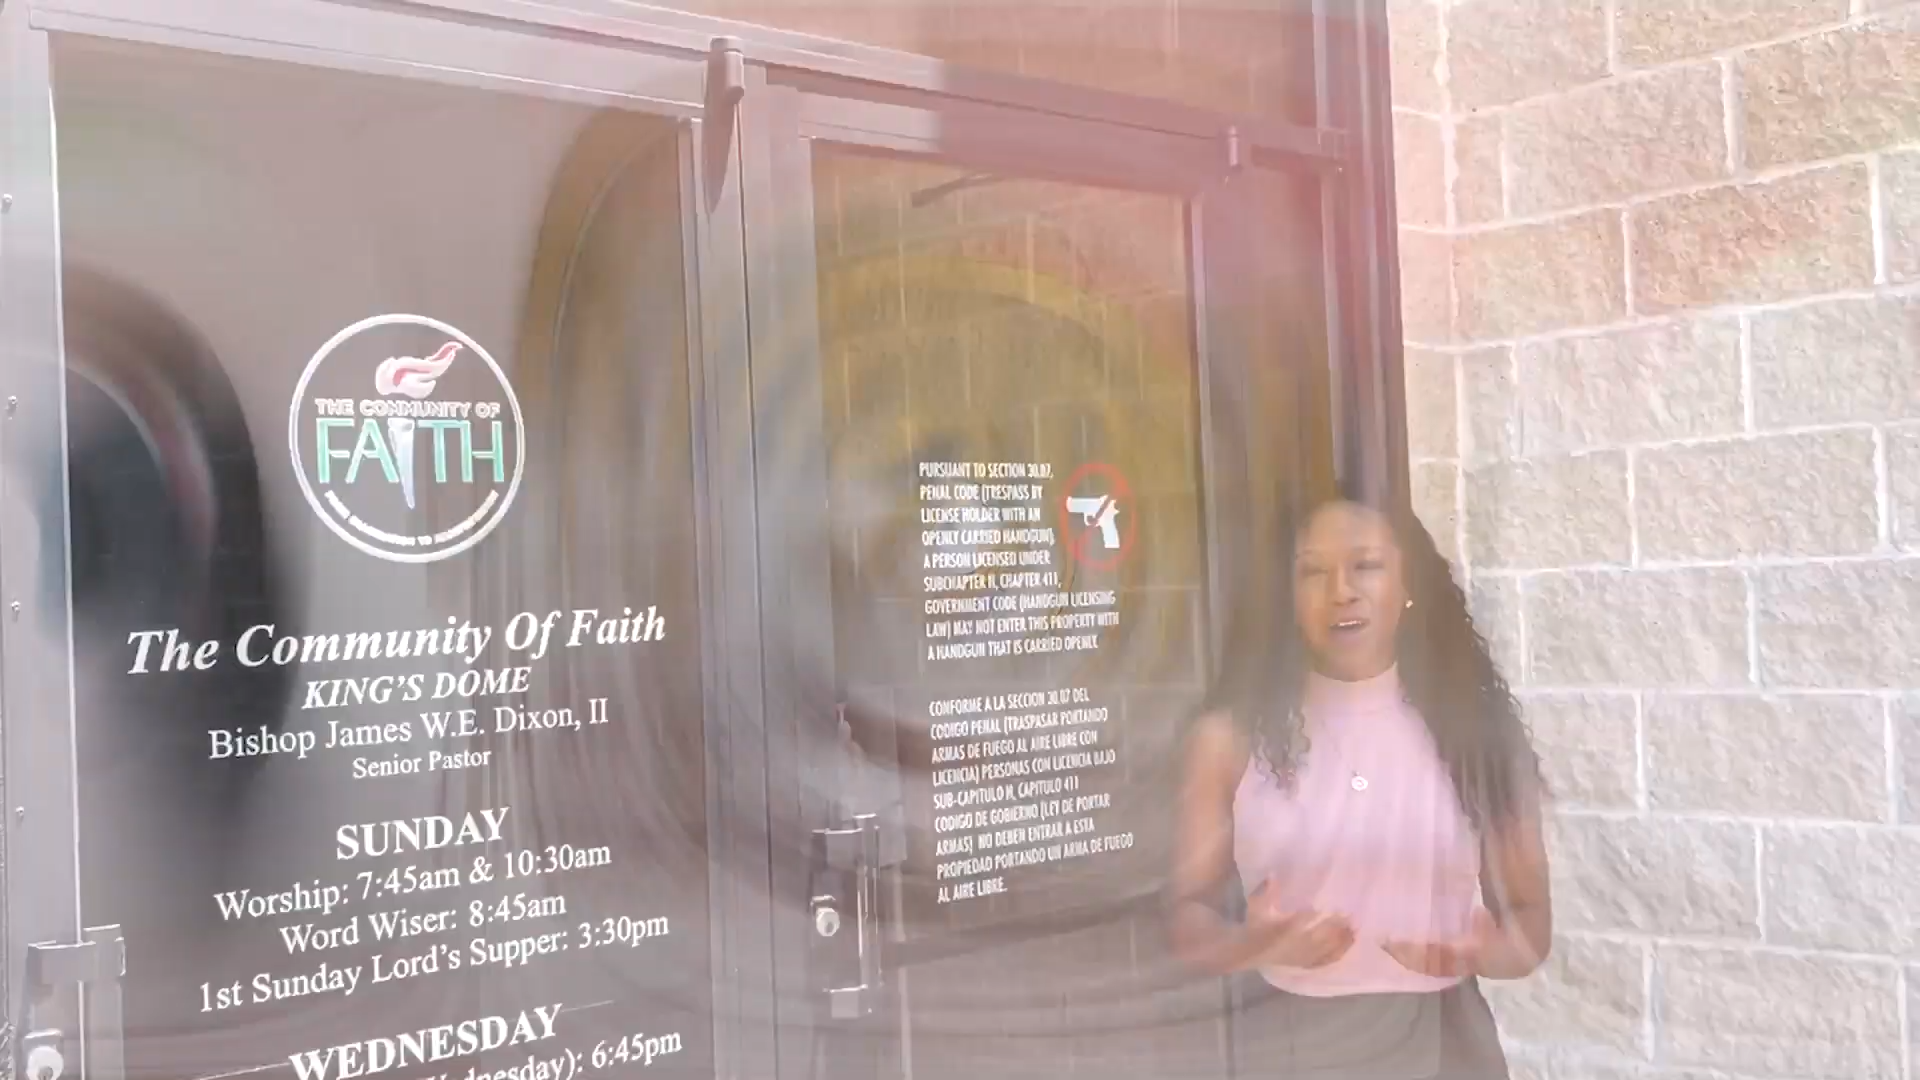 THE COMMUNITY OF
FAITH
The Community Of Faith
KING'S DOME
Bishop James W.E. Dixon, II
Senior Pastor
SUNDAY
Worship: 7:45am & 10:30am
Word Wiser: 8:45am
1st Sunday Lord's Supper: 3:30pm
WEDNESDAY
6:45pm
PURSUANT TO SECTION 30.07,
PENAL CODE (TRESPASS BY
LICENSE HOLDER WITH AN
OPENLY CARRIED HANDGUN),
A PERSON LICENSED UNDER
SUBCHAPTER H, CHAPTER 411,
GOVERNMENT CODE (HANDGUN LICENSING
LAW) MAY NOT ENTER THIS PROPERTY WITH
A HANDGUN THAT IS CARRIED OPENLY.
CONFORME A LA SECCION 30.07 DEL
CODIGO PENAL (TRASPASAR PORTANDO
ARMAS DE FUEGO AL AIRE LIBRE CON
LICENCIA) PERSONAS CON LICENCIA BAJO
SUB-CAPITULO H, CAPITULO 411
CODIGO DE GOBIERNO (LEY DE PORTAR
ARMAS) NO DEBEN ENTRAR A ESTA
PROPIEDAD PORTANDO UN ARMA DE FUEGO
AL AIRE LIBRE.